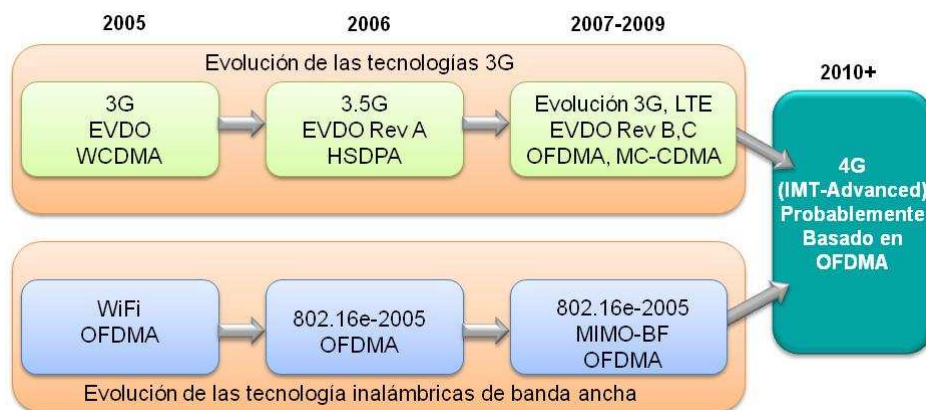 2005
2006
2007-2009
2010+
Evolución de las tecnologías 3G
3G
EVDO
WCDMA
3.5G
EVDO Rev A
HSDPA
Evolución 3G, LTE
EVDO Rev B,C
OFDMA, MC-CDMA
4G
(IMT-Advanced)
Probablemente
Basado en
OFDMA
WiFi
OFDMA
802.16e-2005
OFDMA
802.16e-2005
MIMO-BF
OFDMA
Evolución de las tecnología inalámbricas de banda ancha